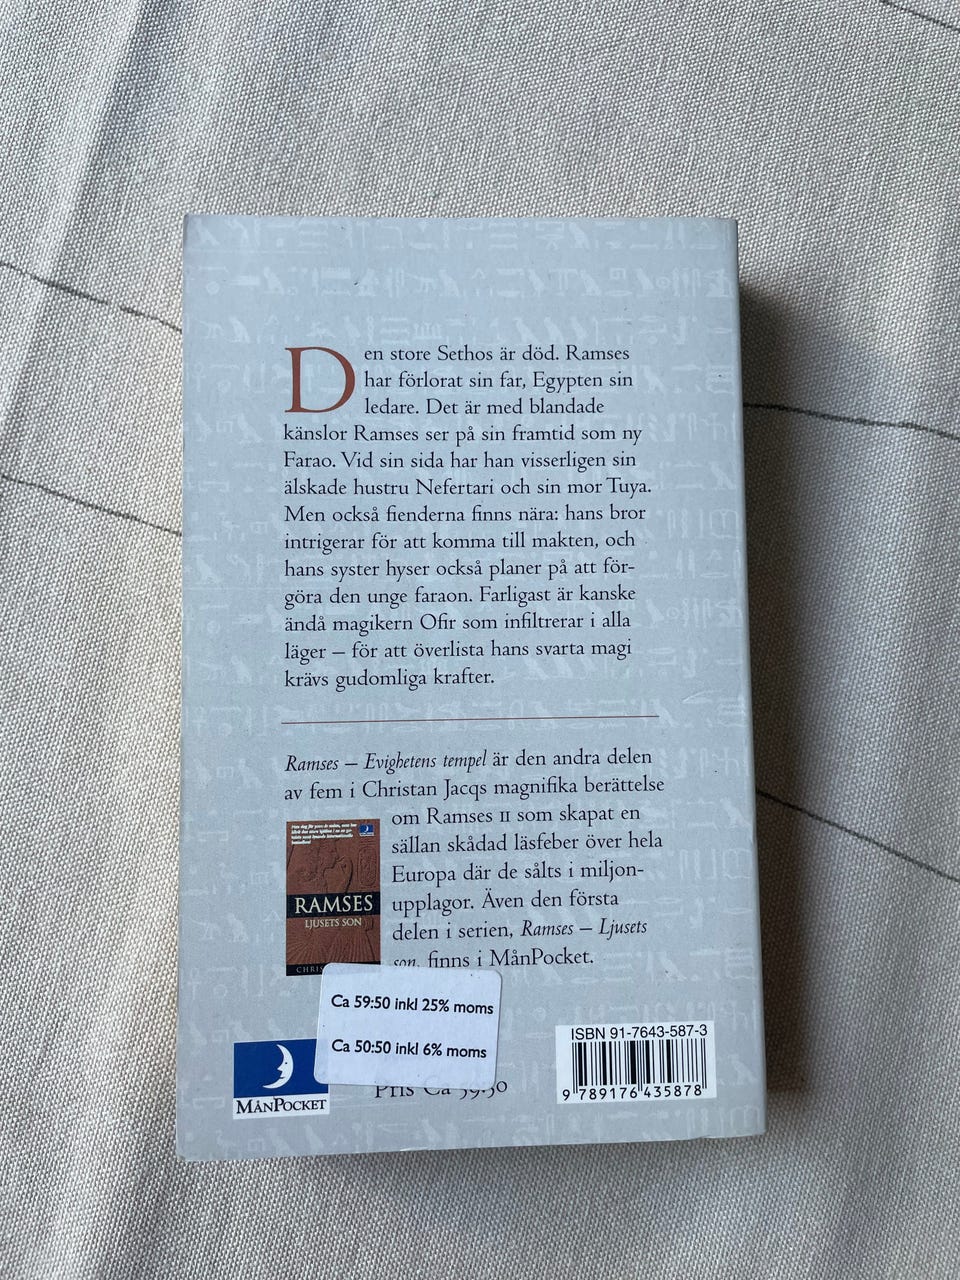 Den store Sethos är död. Ramses
har förlorat sin far, Egypten sin
ledare. Det är med blandade
känslor Ramses ser på sin framtid som ny
Farao. Vid sin sida har han visserligen sin
älskade hustru Nefertari och sin mor Tuya.
Men också fienderna finns nära: hans bror
intrigerar för att komma till makten, och
hans syster hyser också planer på att för-
göra den unge faraon. Farligast är kanske
ändå magikern Ofir som infiltrerar i alla
läger – för att överlista hans svarta magi
krävs gudomliga krafter.
Ramses – Evighetens tempel är den andra delen
av fem i Christan Jacqs magnifika berättelse
om Ramses II som skapat en
sällan skådad läsfeber över hela
Europa där de sålts i miljon-
upplagor. Även den första
delen i serien, Ramses – Ljusets
son, finns i MånPocket.
RAMSES
LJUSETS SON
Ca 59:50 inkl 25% moms
Ca 50:50 inkl 6% moms
Pris Ca 59:50
MÅNPOCKET
ISBN 91-7643-587-3
9 789176 435878